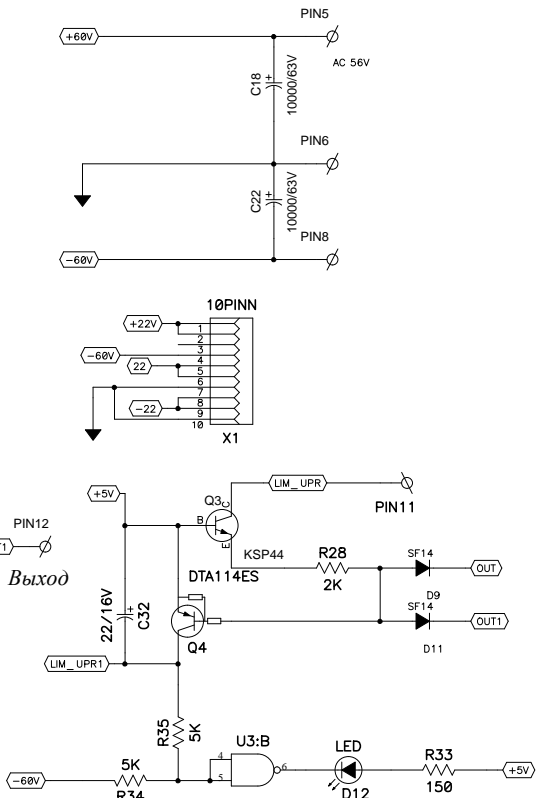 PIN5
+60V
AC 56V
C18
+
10000/63V
PIN6
C22
+
10000/63V
PIN8
-60V
10PINN
+22V
1
2
-60V
3
22
4
5
6
7
-22
8
9
10
X1
+5V
Q3
C
LIM_UPR
PIN11
B
PIN12
E
KSP44
R28
2K
SF14
OUT
1
Выход
DTA114ES
D9
SF14
22/16V
+
C32
OUT1
Q4
D11
LIM_UPR1
R35
5K
U3:B
LED
R33
5K
4
6
+5V
-60V
5
R34
D12
150